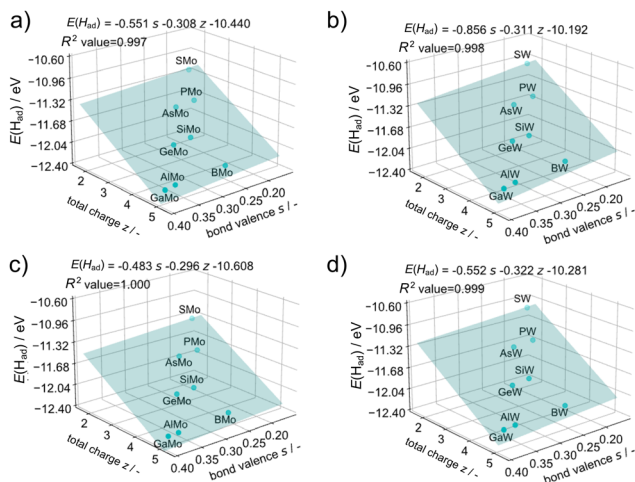 a)
E(H_ad) = -0.551 s -0.308 z -10.440
R² value=0.997
−10.60
−10.96
−11.32
−11.68
−12.04
−12.40
E(H_ad) / eV
SMo
PMo
AsMo
SiMo
GeMo
AlMo
BMo
GaMo
2
3
4
5
total charge z / -
0.40
0.35
0.30
0.25
0.20
bond valence s / -
b)
E(H_ad) = -0.856 s -0.311 z -10.192
R² value=0.998
−10.60
−10.96
−11.32
−11.68
−12.04
−12.40
E(H_ad) / eV
SW
PW
AsW
SiW
GeW
AlW
BW
GaW
2
3
4
5
total charge z / -
0.40
0.35
0.30
0.25
0.20
bond valence s / -
c)
E(H_ad) = -0.483 s -0.296 z -10.608
R² value=1.000
−10.60
−10.96
−11.32
−11.68
−12.04
−12.40
E(H_ad) / eV
SMo
PMo
AsMo
SiMo
GeMo
AlMo
BMo
GaMo
2
3
4
5
total charge z / -
0.40
0.35
0.30
0.25
0.20
bond valence s / -
d)
E(H_ad) = -0.552 s -0.322 z -10.281
R² value=0.999
−10.60
−10.96
−11.32
−11.68
−12.04
−12.40
E(H_ad) / eV
SW
PW
AsW
SiW
GeW
AlW
BW
GaW
2
3
4
5
total charge z / -
0.40
0.35
0.30
0.25
0.20
bond valence s / -